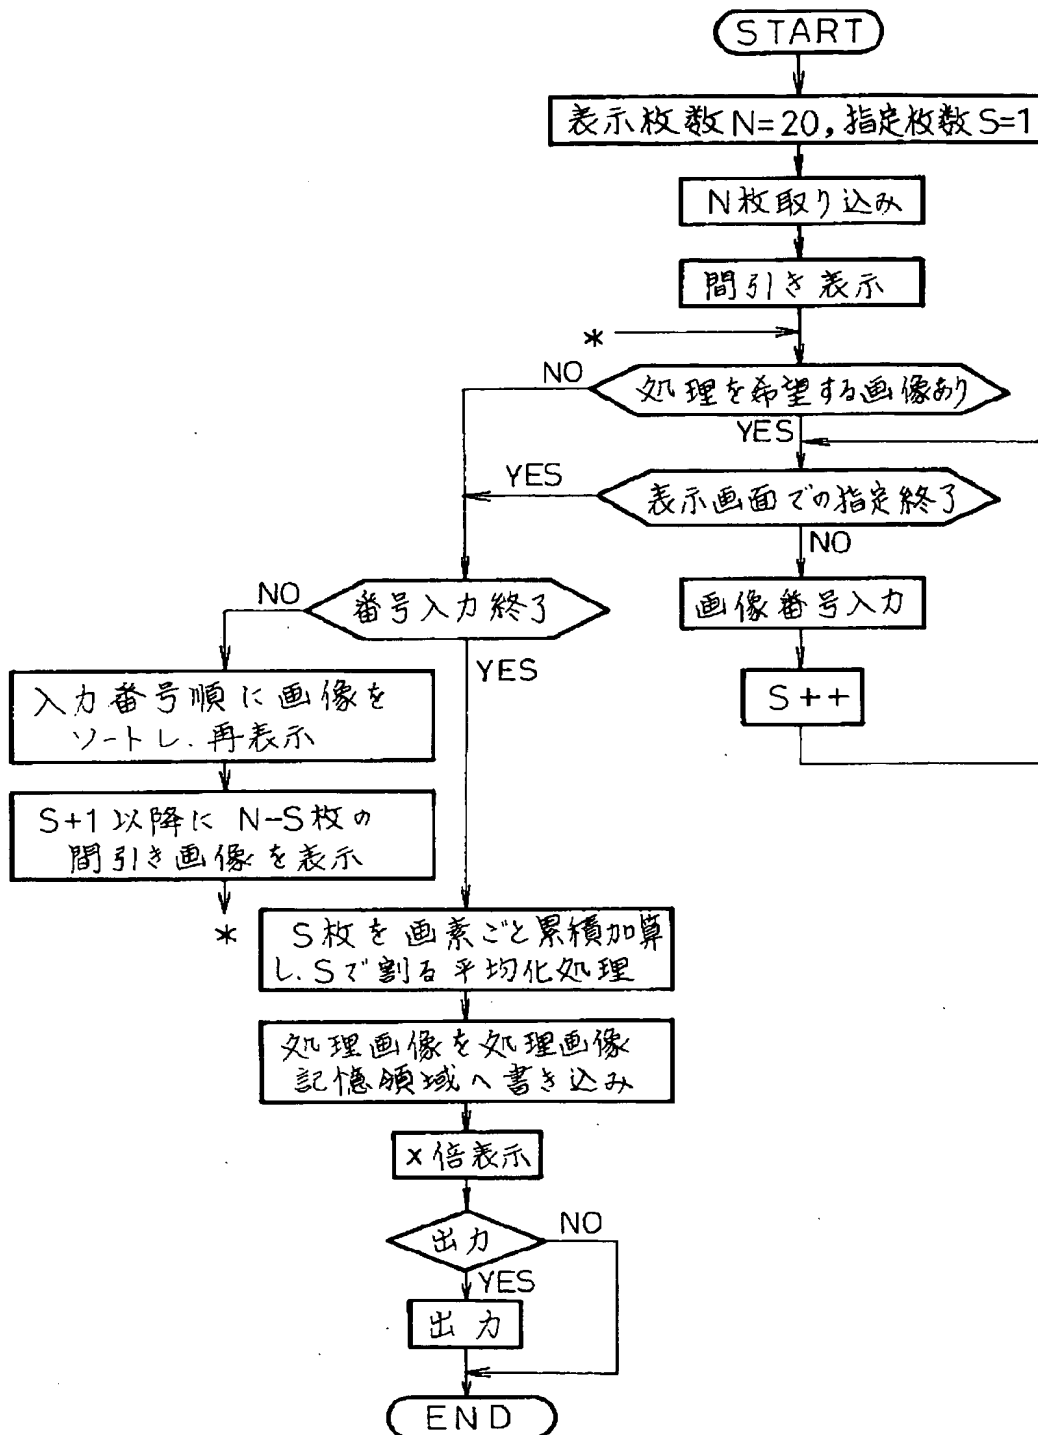 START
表示枚数N=20,指定枚数S=1
N枚取り込み
間引き表示
*
処理を希望する画像あり
NO
YES
表示画面での指定終了
YES
NO
画像番号入力
S++
番号入力終了
NO
YES
入力番号順に画像を
ソートし.再表示
S+1以降にN-S枚の
間引き画像を表示
*
S枚を画素ごと累積加算
し.Sで割る平均化処理
処理画像を処理画像
記憶領域へ書き込み
x倍表示
出力
NO
YES
出力
END